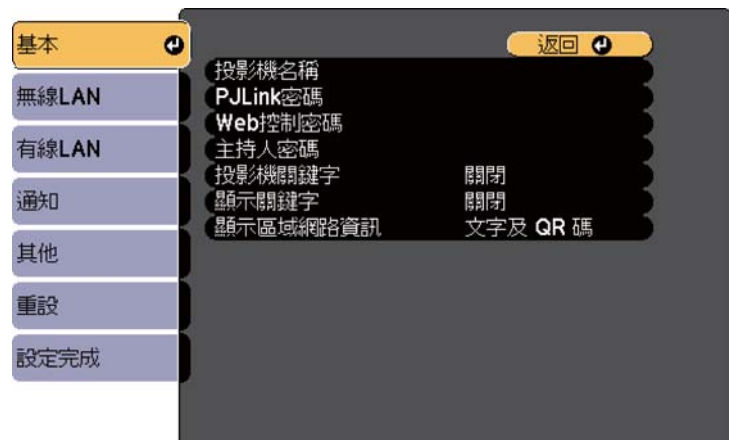 基本
無線LAN
有線LAN
通知
其他
重設
設定完成
返回
投影機名稱
PJLink密碼
Web控制密碼
主持人密碼
投影機關鍵字 關閉
顯示關鍵字 關閉
顯示區域網路資訊 文字及 QR 碼